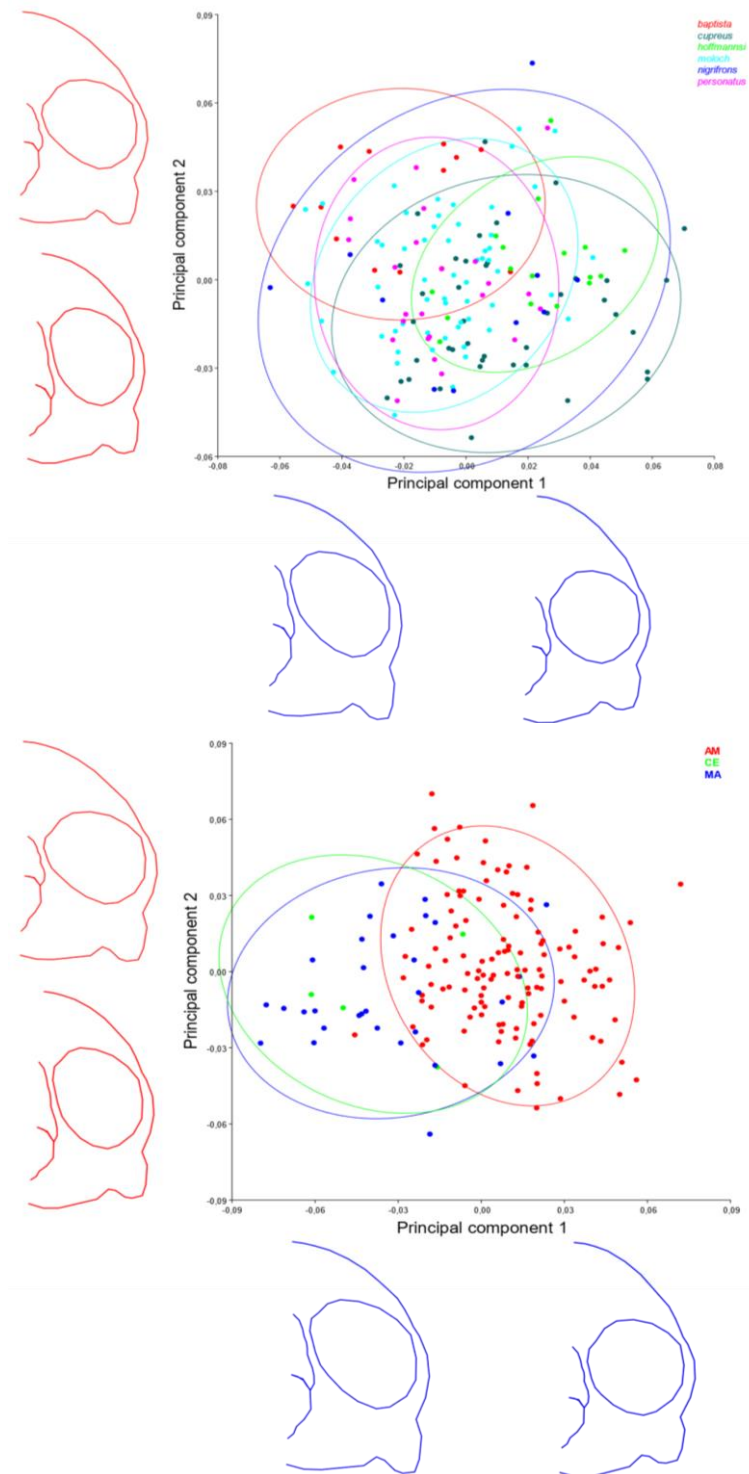 0,09
baptista
cupreus
hoffmannsi
moloch
nigrifrons
personatus
0,06
0,03
Principal component 2
0,00
-0,03
-0,06
-0,08 -0,06 -0,04 -0,02 0,00 0,02 0,04 0,06 0,08
Principal component 1
0,09
AM
CE
MA
0,06
0,03
Principal component 2
0,00
-0,03
-0,06
-0,09
-0,09 -0,06 -0,03 0,00 0,03 0,06 0,09
Principal component 1